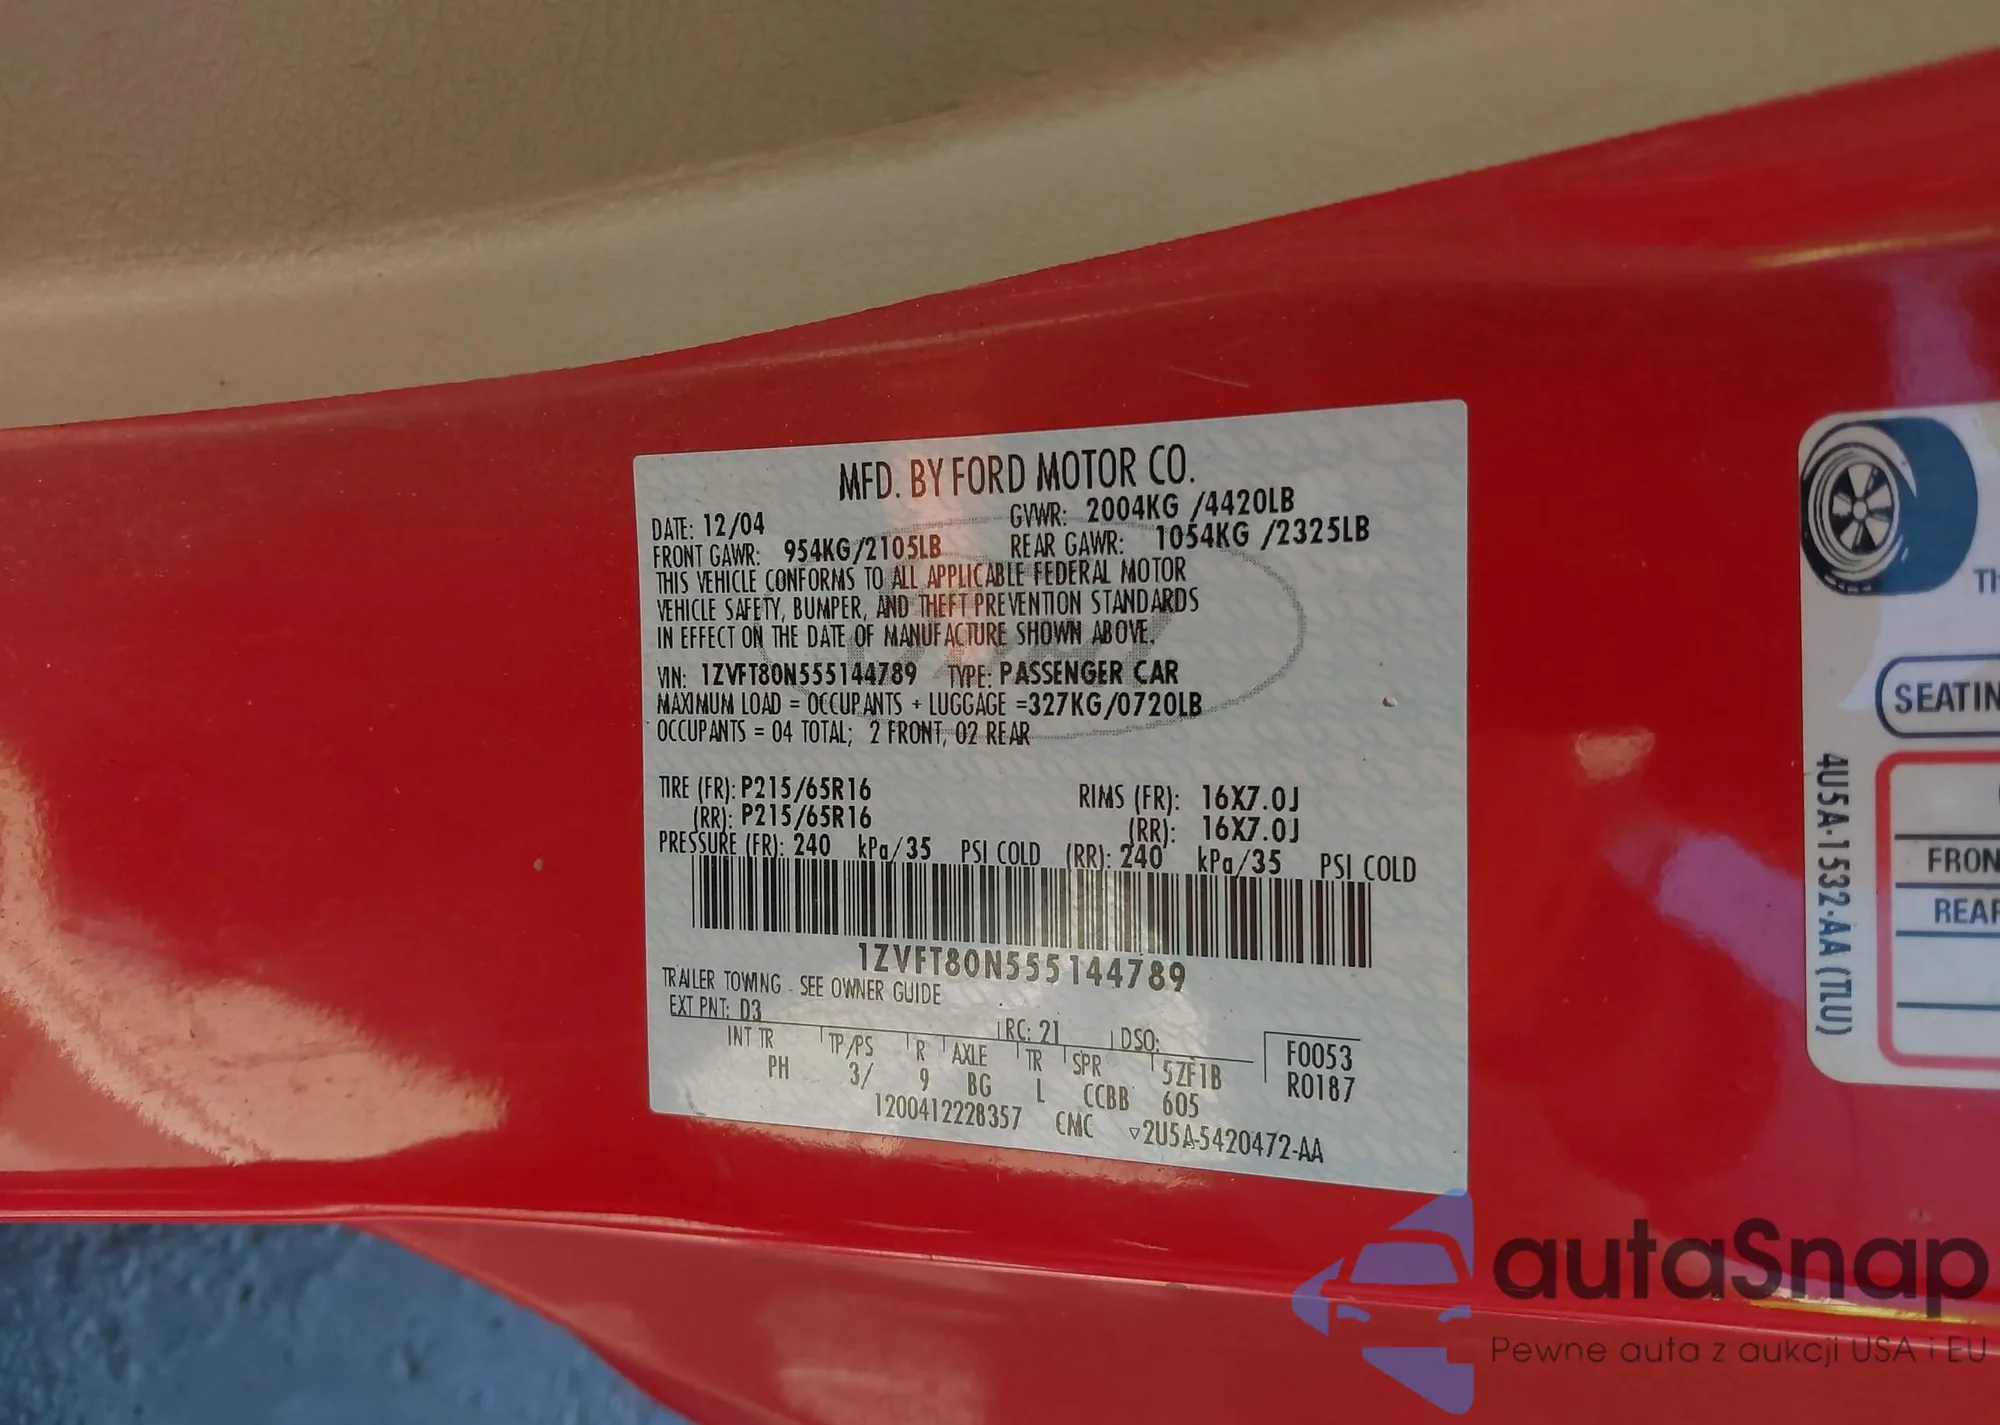 MFD. BY FORD MOTOR CO.
DATE: 12/04
GVWR: 2004KG /4420LB
FRONT GAWR: 954KG/2105LB
REAR GAWR: 1054KG /2325LB
THIS VEHICLE CONFORMS TO ALL APPLICABLE FEDERAL MOTOR
VEHICLE SAFETY, BUMPER, AND THEFT PREVENTION STANDARDS
IN EFFECT ON THE DATE OF MANUFACTURE SHOWN ABOVE.
VIN: 1ZVFT80N555144789 TYPE: PASSENGER CAR
MAXIMUM LOAD = OCCUPANTS + LUGGAGE =327KG/0720LB
OCCUPANTS = 04 TOTAL; 2 FRONT, 02 REAR
TIRE (FR): P215/65R16 RIMS (FR): 16X7.0J
(RR): P215/65R16 (RR): 16X7.0J
PRESSURE (FR): 240 kPa/35 PSI COLD (RR): 240 kPa/35 PSI COLD
1ZVFT80N555144789
TRAILER TOWING - SEE OWNER GUIDE
EXT PNT: D3 RC: 21 DSO:
INT TR TP/PS R AXLE TR SPR 5ZF1B
PH 3/ 9 BG L CCBB 605
F0053
R0187
1200412228357 CMC ▽2U5A-5420472-AA
SEATIN
FRON
REAR
4U5A-1532-AA (TLU)
autaSnap
Pewne auta z aukcji USA i EU